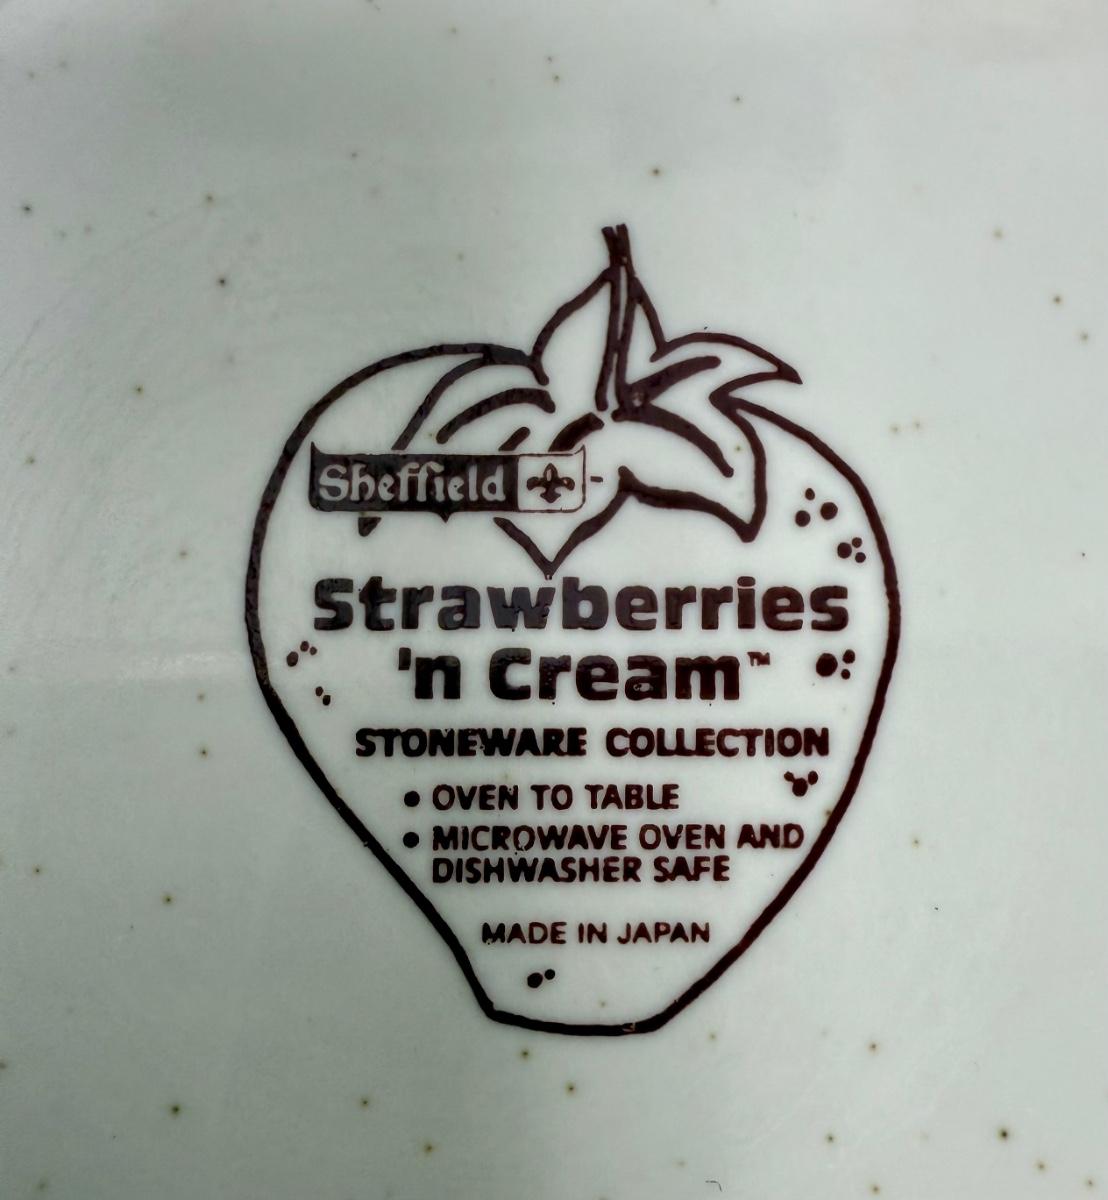 Sheffield
Strawberries
'n Cream™
STONEWARE COLLECTION
• OVEN TO TABLE
• MICROWAVE OVEN AND
DISHWASHER SAFE
MADE IN JAPAN